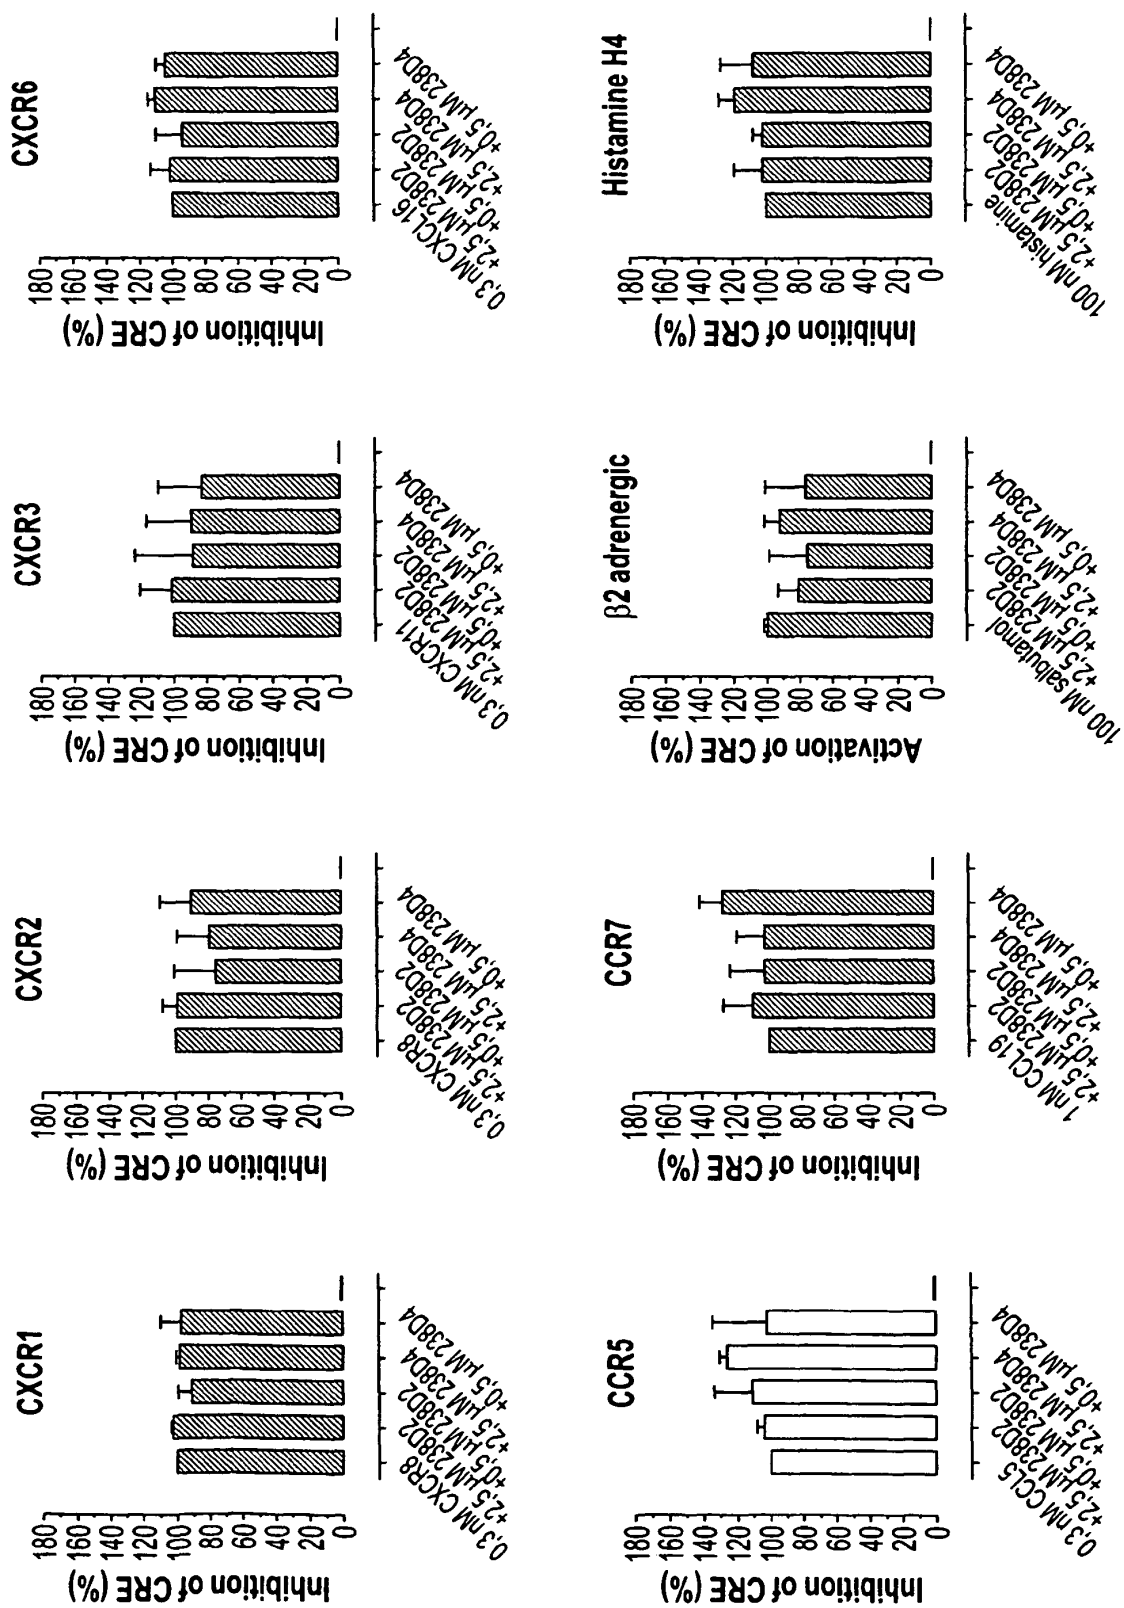 CXCR1
Inhibition of CRE (%)
180
160
140
120
100
80
60
40
20
0
0,3 nM CXCR8
+2,5 µM 238D2
+0,5 µM 238D2
+2,5 µM 238D4
+0,5 µM 238D4
CXCR2
Inhibition of CRE (%)
180
160
140
120
100
80
60
40
20
0
0,3 nM CXCR8
+2,5 µM 238D2
+0,5 µM 238D2
+2,5 µM 238D4
+0,5 µM 238D4
CXCR3
Inhibition of CRE (%)
180
160
140
120
100
80
60
40
20
0
0,3 nM CXCR11
+2,5 µM 238D2
+0,5 µM 238D2
+2,5 µM 238D4
+0,5 µM 238D4
CXCR6
Inhibition of CRE (%)
180
160
140
120
100
80
60
40
20
0
0,3 nM CXCL16
+2,5 µM 238D2
+0,5 µM 238D2
+2,5 µM 238D4
+0,5 µM 238D4
CCR5
Inhibition of CRE (%)
180
160
140
120
100
80
60
40
20
0
0,3 nM CCL5
+2,5 µM 238D2
+0,5 µM 238D2
+2,5 µM 238D4
+0,5 µM 238D4
CCR7
Inhibition of CRE (%)
180
160
140
120
100
80
60
40
20
0
1 nM CCL19
+2,5 µM 238D2
+0,5 µM 238D2
+2,5 µM 238D4
+0,5 µM 238D4
β2 adrenergic
Activation of CRE (%)
180
160
140
120
100
80
60
40
20
0
100 nM salbutamol
+2,5 µM 238D2
+0,5 µM 238D2
+2,5 µM 238D4
+0,5 µM 238D4
Histamine H4
Inhibition of CRE (%)
180
160
140
120
100
80
60
40
20
0
100 nM histamine
+2,5 µM 238D2
+0,5 µM 238D2
+2,5 µM 238D4
+0,5 µM 238D4